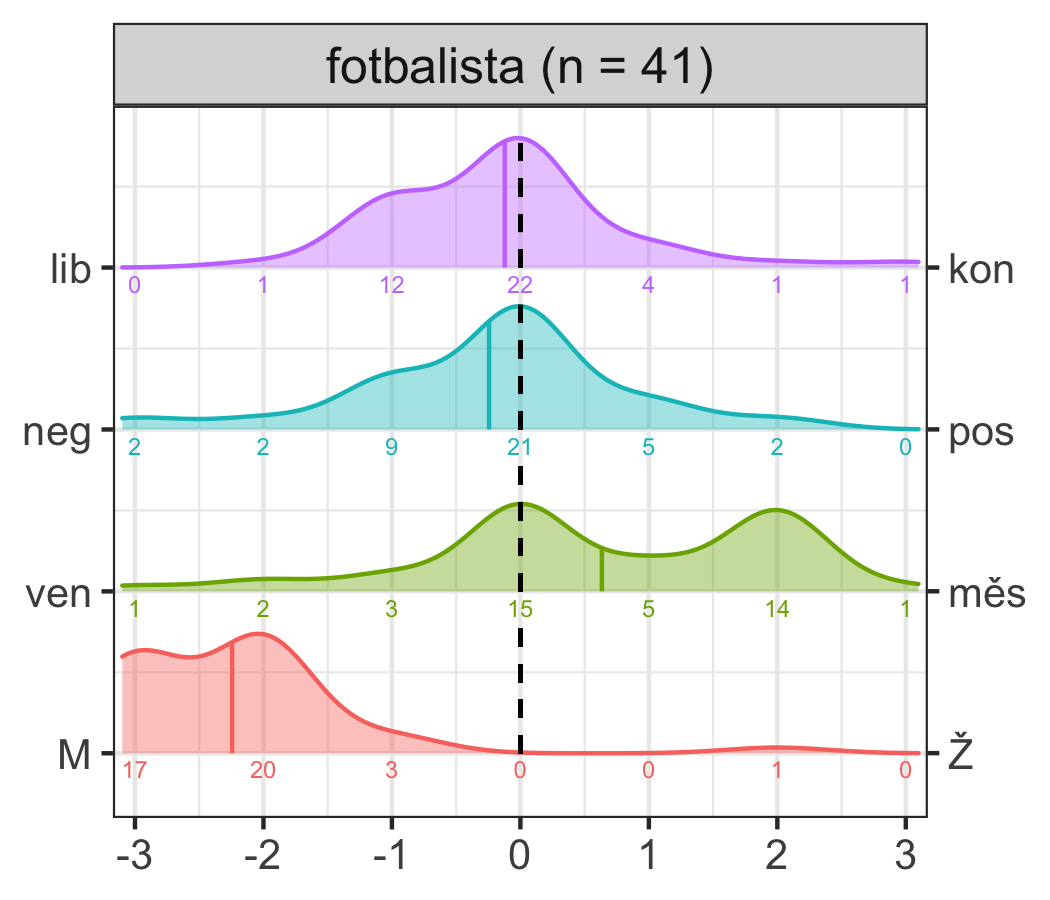 fotbalista (n = 41)
lib kon
0 1 12 22 4 1 1
neg pos
2 2 9 21 5 2 0
ven měs
1 2 3 15 5 14 1
M Ž
17 20 3 0 0 1 0
-3 -2 -1 0 1 2 3